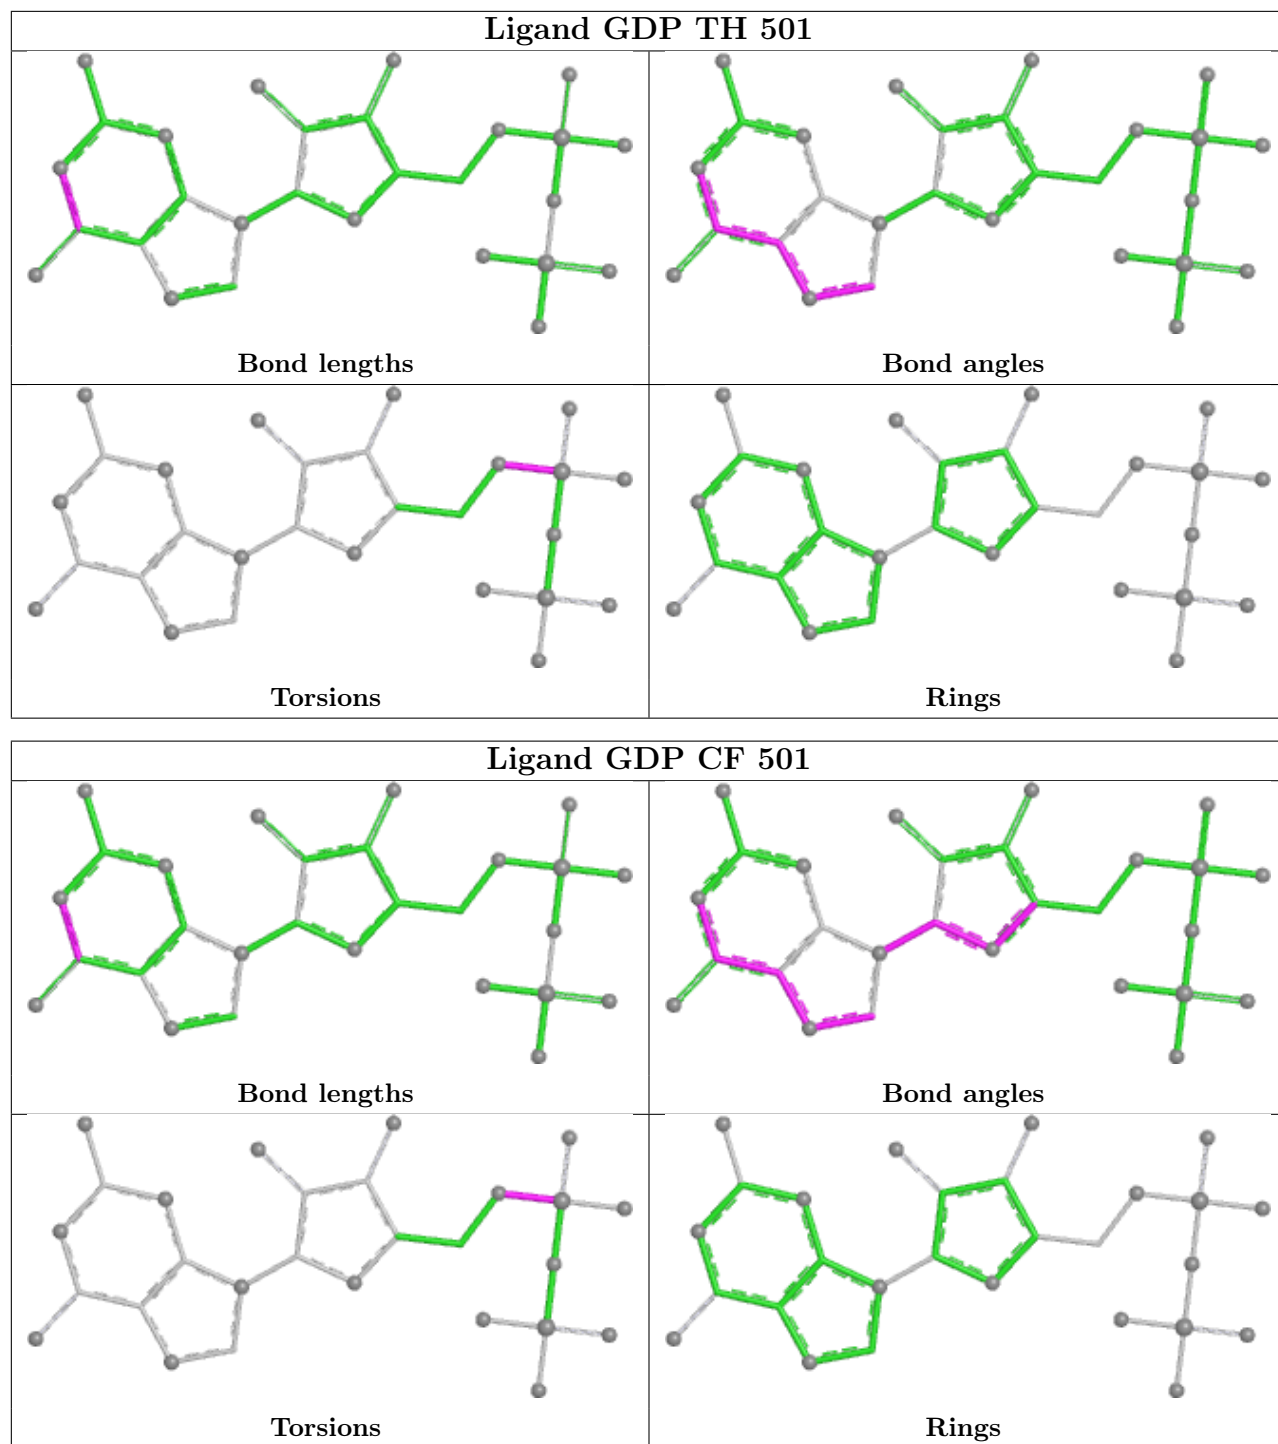 Ligand GDP TH 501
Bond lengths
Bond angles
Torsions
Rings
Ligand GDP CF 501
Bond lengths
Bond angles
Torsions
Rings